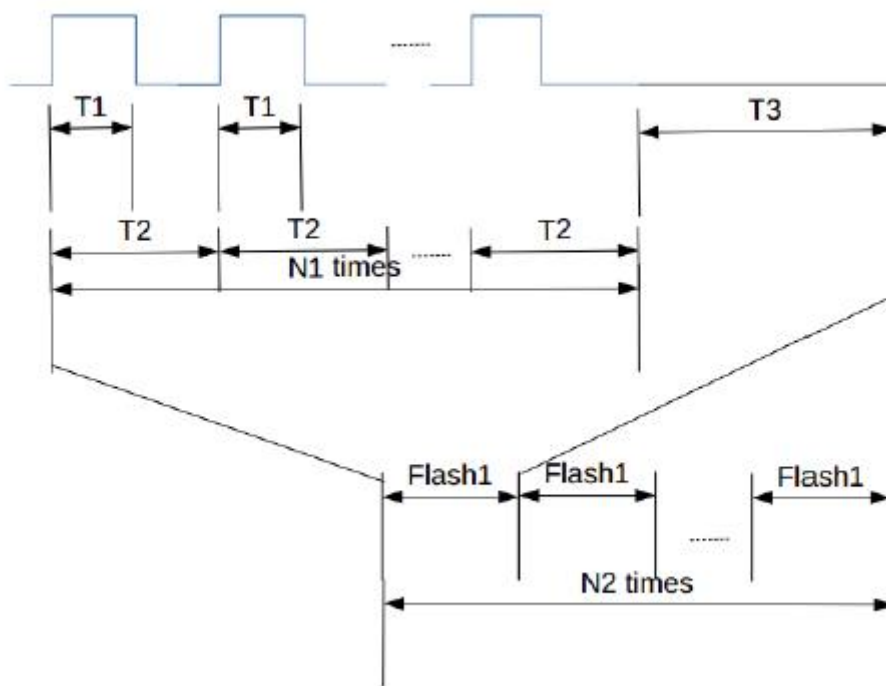 T1 T1 T3
T2 T2 T2
N1 times
Flash1 Flash1 Flash1
N2 times